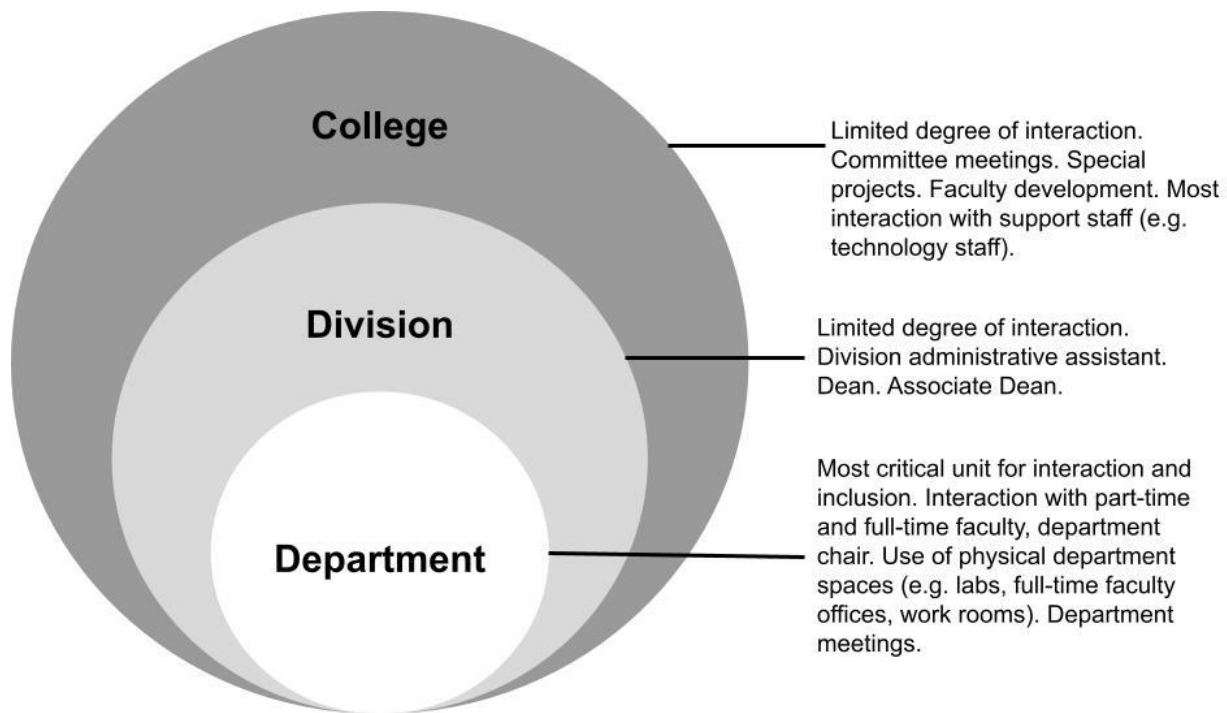 College
Limited degree of interaction.
Committee meetings. Special
projects. Faculty development. Most
interaction with support staff (e.g.
technology staff).
Division
Limited degree of interaction.
Division administrative assistant.
Dean. Associate Dean.
Department
Most critical unit for interaction and
inclusion. Interaction with part-time
and full-time faculty, department
chair. Use of physical department
spaces (e.g. labs, full-time faculty
offices, work rooms). Department
meetings.